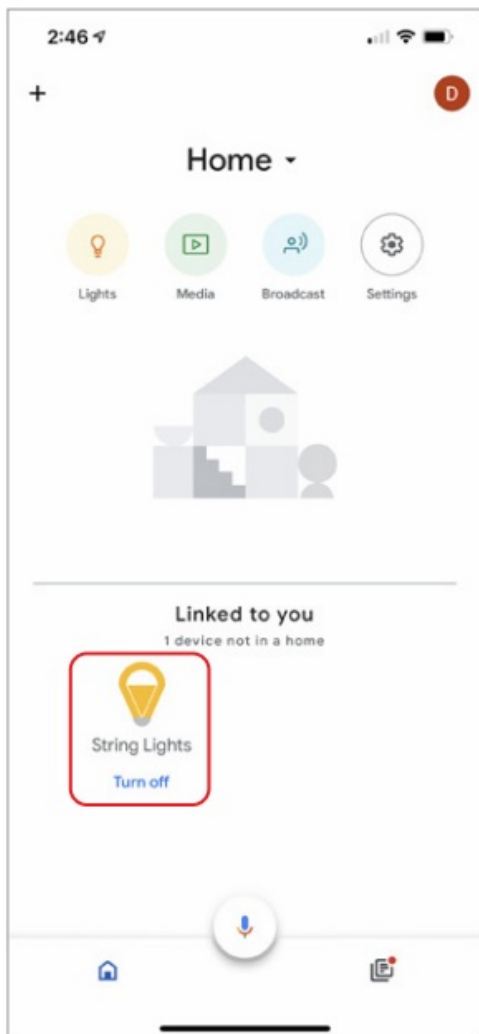 2:46
D
Home
Lights Media Broadcast Settings
Linked to you
1 device not in a home
String Lights
Turn off